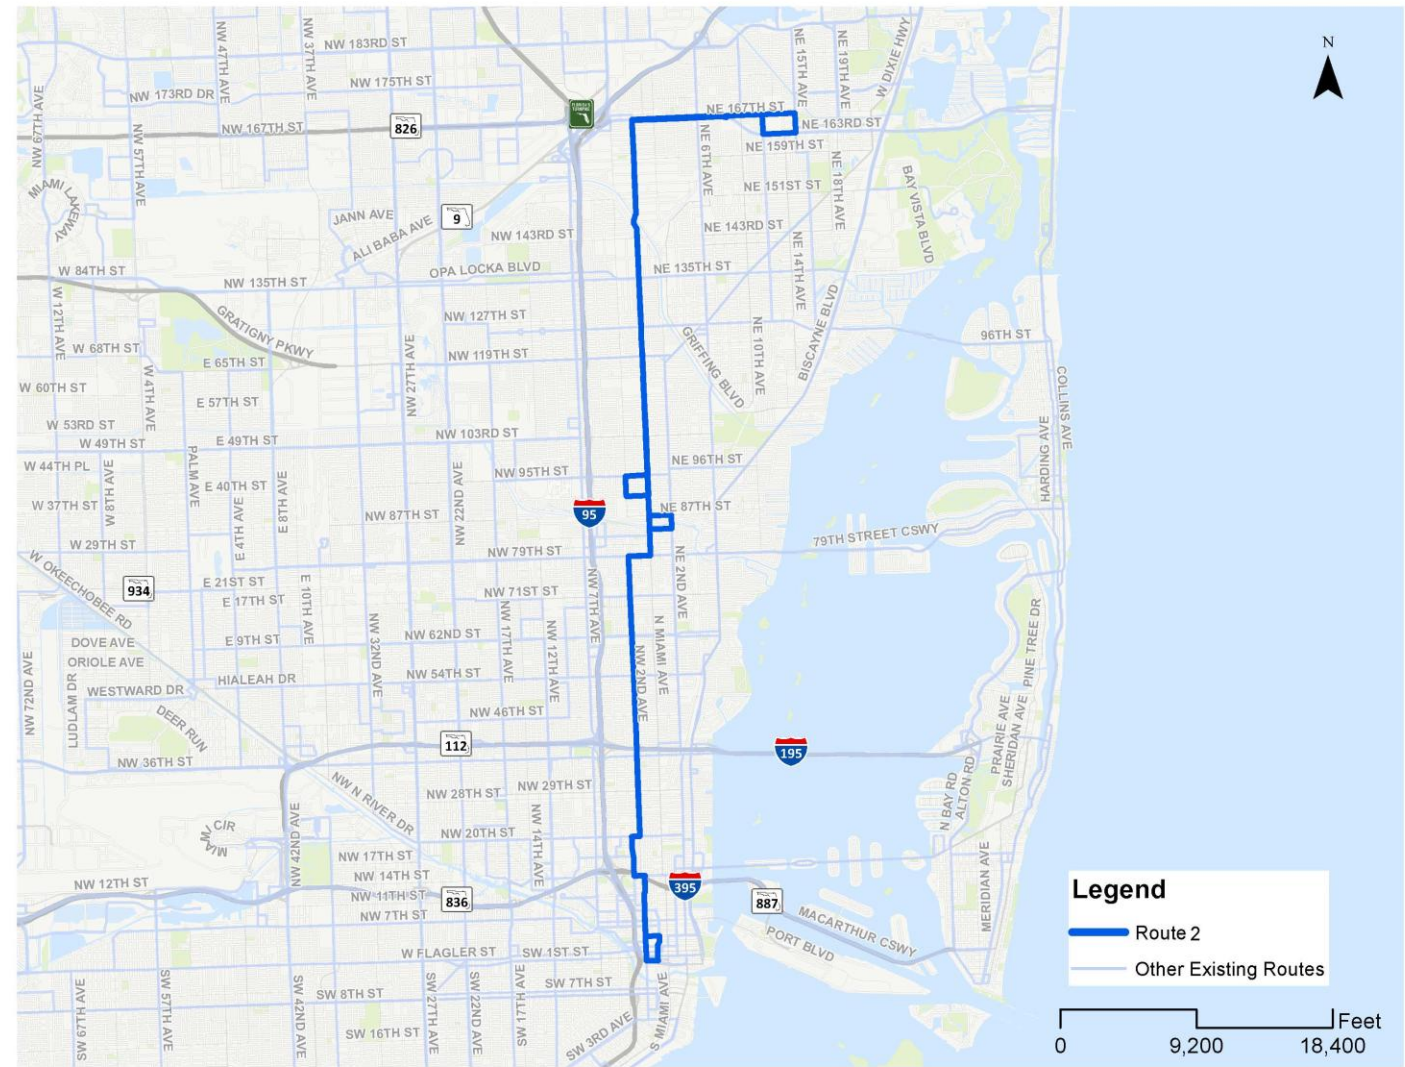 N
NW 183RD ST
NW 175TH ST
NW 173RD DR
NW 167TH ST
826
NW 67TH AVE
NW 57TH AVE
NW 47TH AVE
NW 37TH AVE
NE 167TH ST
NE 163RD ST
NE 159TH ST
NE 15TH AVE
NE 19TH AVE
W DIXIE HWY
NE 6TH AVE
NE 151ST ST
NE 18TH AVE
BAY VISTA BLVD
MIAMI LAKEWAY
JANN AVE
9
ALI BABA AVE
NW 143RD ST
NE 143RD ST
NE 14TH AVE
OPA LOCKA BLVD
NE 135TH ST
W 84TH ST
NW 135TH ST
W 12TH AVE
GRATIGNY PKWY
NW 127TH ST
NW 119TH ST
GRIFFING BLVD
NE 10TH AVE
BISCAYNE BLVD
96TH ST
W 68TH ST
E 65TH ST
W 60TH ST
W 4TH AVE
E 57TH ST
NW 27TH AVE
COLLINS AVE
HARDING AVE
W 53RD ST
W 49TH ST
E 49TH ST
NW 103RD ST
W 44TH PL
W 8TH AVE
PALM AVE
E 40TH ST
E 8TH AVE
NW 22ND AVE
NW 95TH ST
NE 96TH ST
W 37TH ST
E 4TH AVE
NW 87TH ST
95
NE 87TH ST
W 29TH ST
NW 79TH ST
79TH STREET CSWY
W OKEECHOBEE RD
934
E 21ST ST
E 17TH ST
E 10TH AVE
NW 71ST ST
NW 7TH AVE
NE 2ND AVE
NW 32ND AVE
NW 17TH AVE
NW 12TH AVE
N MIAMI AVE
PINE TREE DR
DOVE AVE
E 9TH ST
NW 62ND ST
ORIOLE AVE
NW 72ND AVE
LUDLAM DR
WESTWARD DR
HIALEAH DR
NW 54TH ST
NW 2ND AVE
DEER RUN
NW 46TH ST
112
195
PRAIRIE AVE
SHERIDAN AVE
NW 36TH ST
NW N RIVER DR
NW 29TH ST
NW 28TH ST
N BAY RD
ALTON RD
MIAMI CIR
NW 42ND AVE
NW 20TH ST
NW 14TH AVE
NW 17TH ST
NW 14TH ST
NW 12TH ST
NW 11TH ST
836
395
887
MERIDIAN AVE
NW 7TH ST
MACARTHUR CSWY
PORT BLVD
W FLAGLER ST
SW 1ST ST
SW 7TH ST
SW 8TH ST
SW 16TH ST
SW 67TH AVE
SW 57TH AVE
SW 42ND AVE
SW 27TH AVE
SW 22ND AVE
SW 17TH AVE
SW 3RD AVE
S MIAMI AVE
Legend
Route 2
Other Existing Routes
Feet
0 9,200 18,400